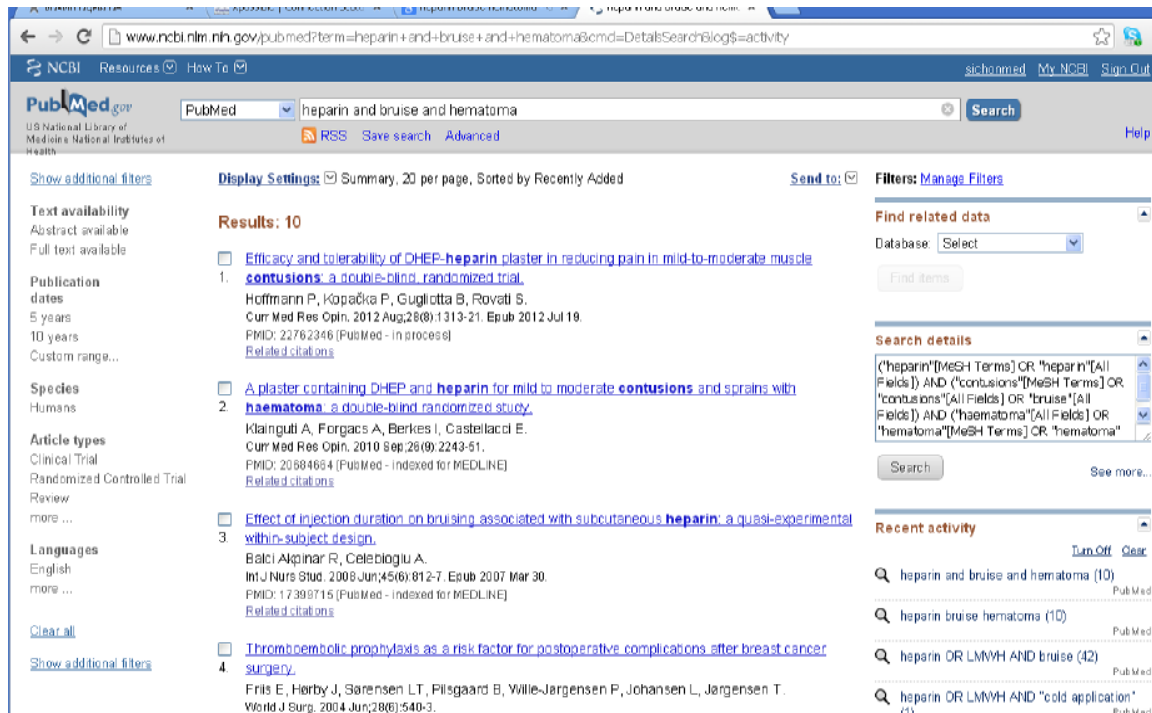 www.ncbi.nlm.nih.gov/pubmed?term=heparin+and+bruise+and+hematoma&cmd=DetailsSearch&log$=activity
NCBI Resources How To
sichonmed My NCBI Sign Out
PubMed.gov
US National Library of
Medicine National Institutes of
Health
PubMed
heparin and bruise and hematoma
Search
RSS Save search Advanced
Help
Show additional filters
Text availability
Abstract available
Full text available
Publication
dates
5 years
10 years
Custom range...
Species
Humans
Article types
Clinical Trial
Randomized Controlled Trial
Review
more ...
Languages
English
more ...
Clear all
Show additional filters
Display Settings: Summary, 20 per page, Sorted by Recently Added
Send to:
Results: 10
Efficacy and tolerability of DHEP-heparin plaster in reducing pain in mild-to-moderate muscle
1. contusions: a double-blind, randomized trial.
Hoffmann P, Kopačka P, Gugliotta B, Rovati S.
Curr Med Res Opin. 2012 Aug;28(8):1313-21. Epub 2012 Jul 19.
PMID: 22762346 [PubMed - in process]
Related citations
A plaster containing DHEP and heparin for mild to moderate contusions and sprains with
2. haematoma: a double-blind randomized study.
Klainguti A, Forgacs A, Berkes I, Castellacci E.
Curr Med Res Opin. 2010 Sep;26(9):2243-51.
PMID: 20684664 [PubMed - indexed for MEDLINE]
Related citations
Effect of injection duration on bruising associated with subcutaneous heparin: a quasi-experimental
3. within-subject design.
Balci Akpinar R, Celebioglu A.
Int J Nurs Stud. 2008 Jun;45(6):812-7. Epub 2007 Mar 30.
PMID: 17399715 [PubMed - indexed for MEDLINE]
Related citations
Thromboembolic prophylaxis as a risk factor for postoperative complications after breast cancer
4. surgery.
Friis E, Hørby J, Sørensen LT, Pilsgaard B, Wille-Jørgensen P, Johansen L, Jørgensen T.
World J Surg. 2004 Jun;28(6):540-3.
Filters: Manage Filters
Find related data
Database: Select
Find items
Search details
("heparin"[MeSH Terms] OR "heparin"[All
Fields]) AND ("contusions"[MeSH Terms] OR
"contusions"[All Fields] OR "bruise"[All
Fields]) AND ("haematoma"[All Fields] OR
"hematoma"[MeSH Terms] OR "hematoma"
Search
See more...
Recent activity
Turn Off Clear
heparin and bruise and hematoma (10)
PubMed
heparin bruise hematoma (10)
PubMed
heparin OR LMWH AND bruise (42)
PubMed
heparin OR LMWH AND "cold application"
(1)
PubMed